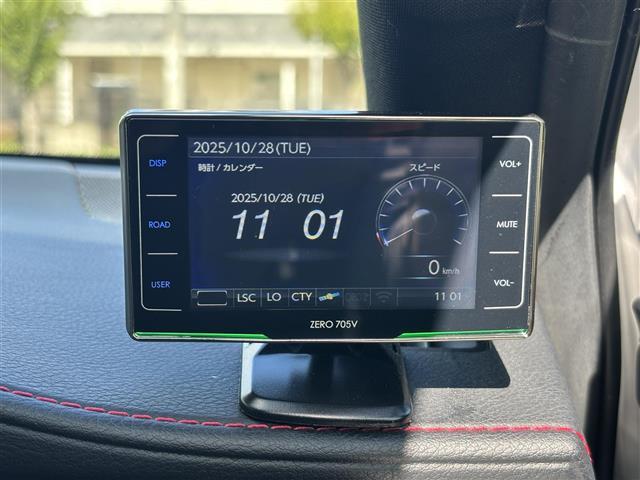 2025/10/28(TUE)
時計 / カレンダー
スピード
2025/10/28 (TUE)
11 01
0 km/h
LSC LO CTY
11 01
DISP
ROAD
USER
VOL+
MUTE
VOL-
ZERO 705V